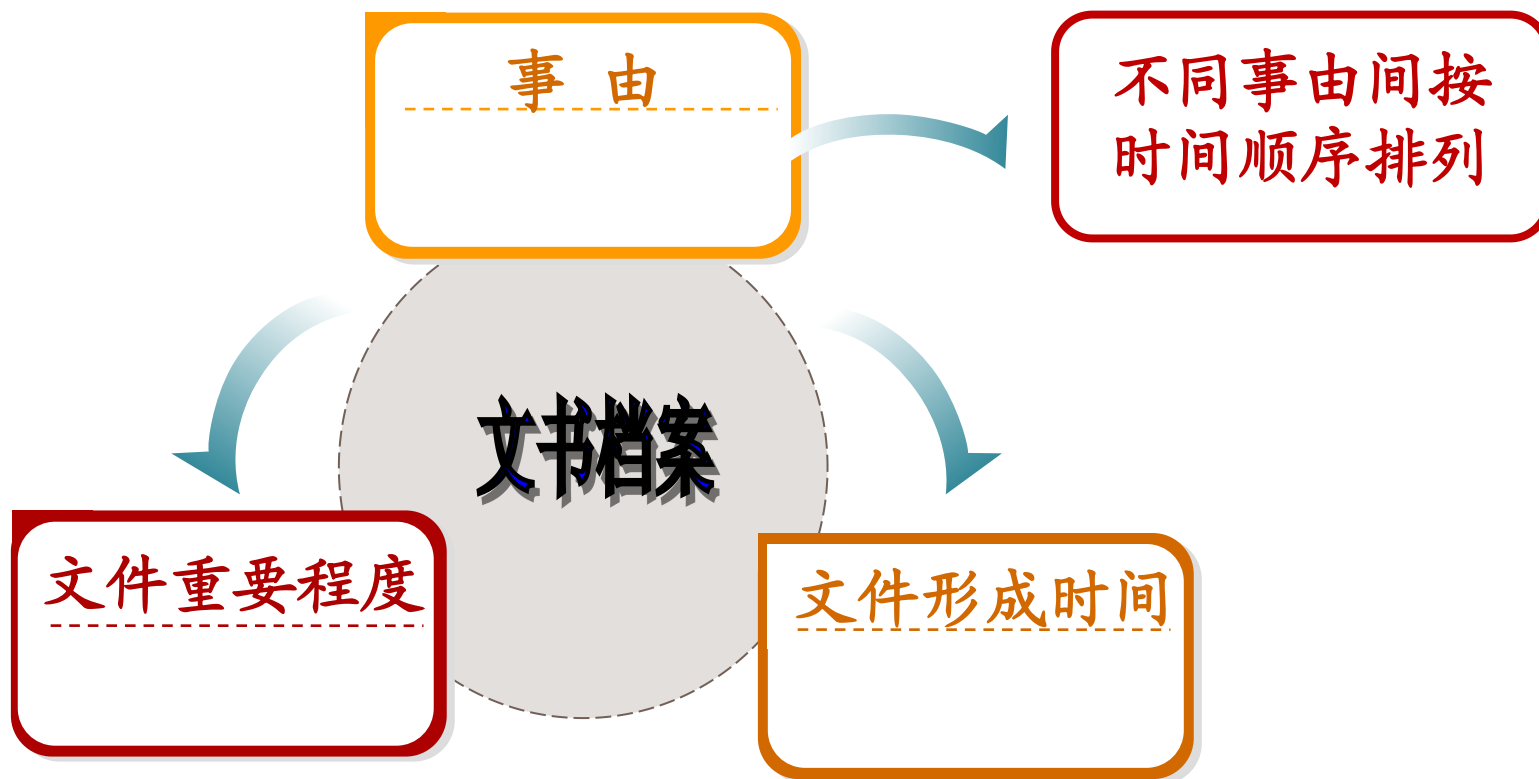 事 由
不同事由间按
时间顺序排列
文书档案
文件重要程度
文件形成时间